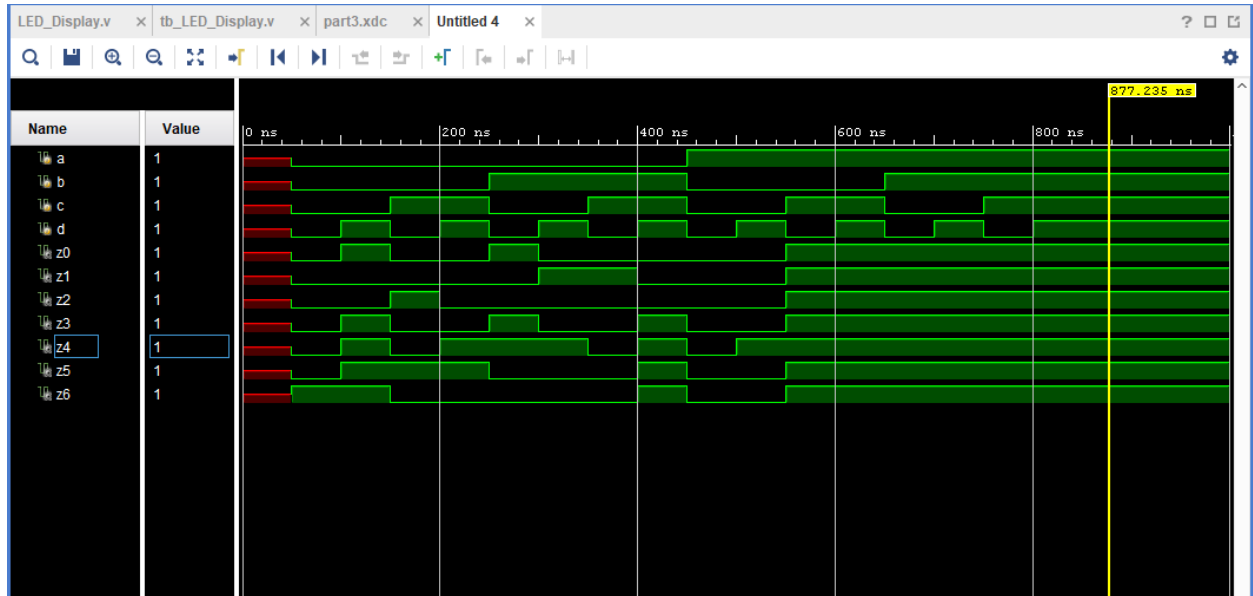 LED_Display.v × tb_LED_Display.v × part3.xdc × Untitled 4 × ?
877.235 ns
Name Value 0 ns 200 ns 400 ns 600 ns 800 ns
a 1
b 1
c 1
d 1
z0 1
z1 1
z2 1
z3 1
z4 1
z5 1
z6 1